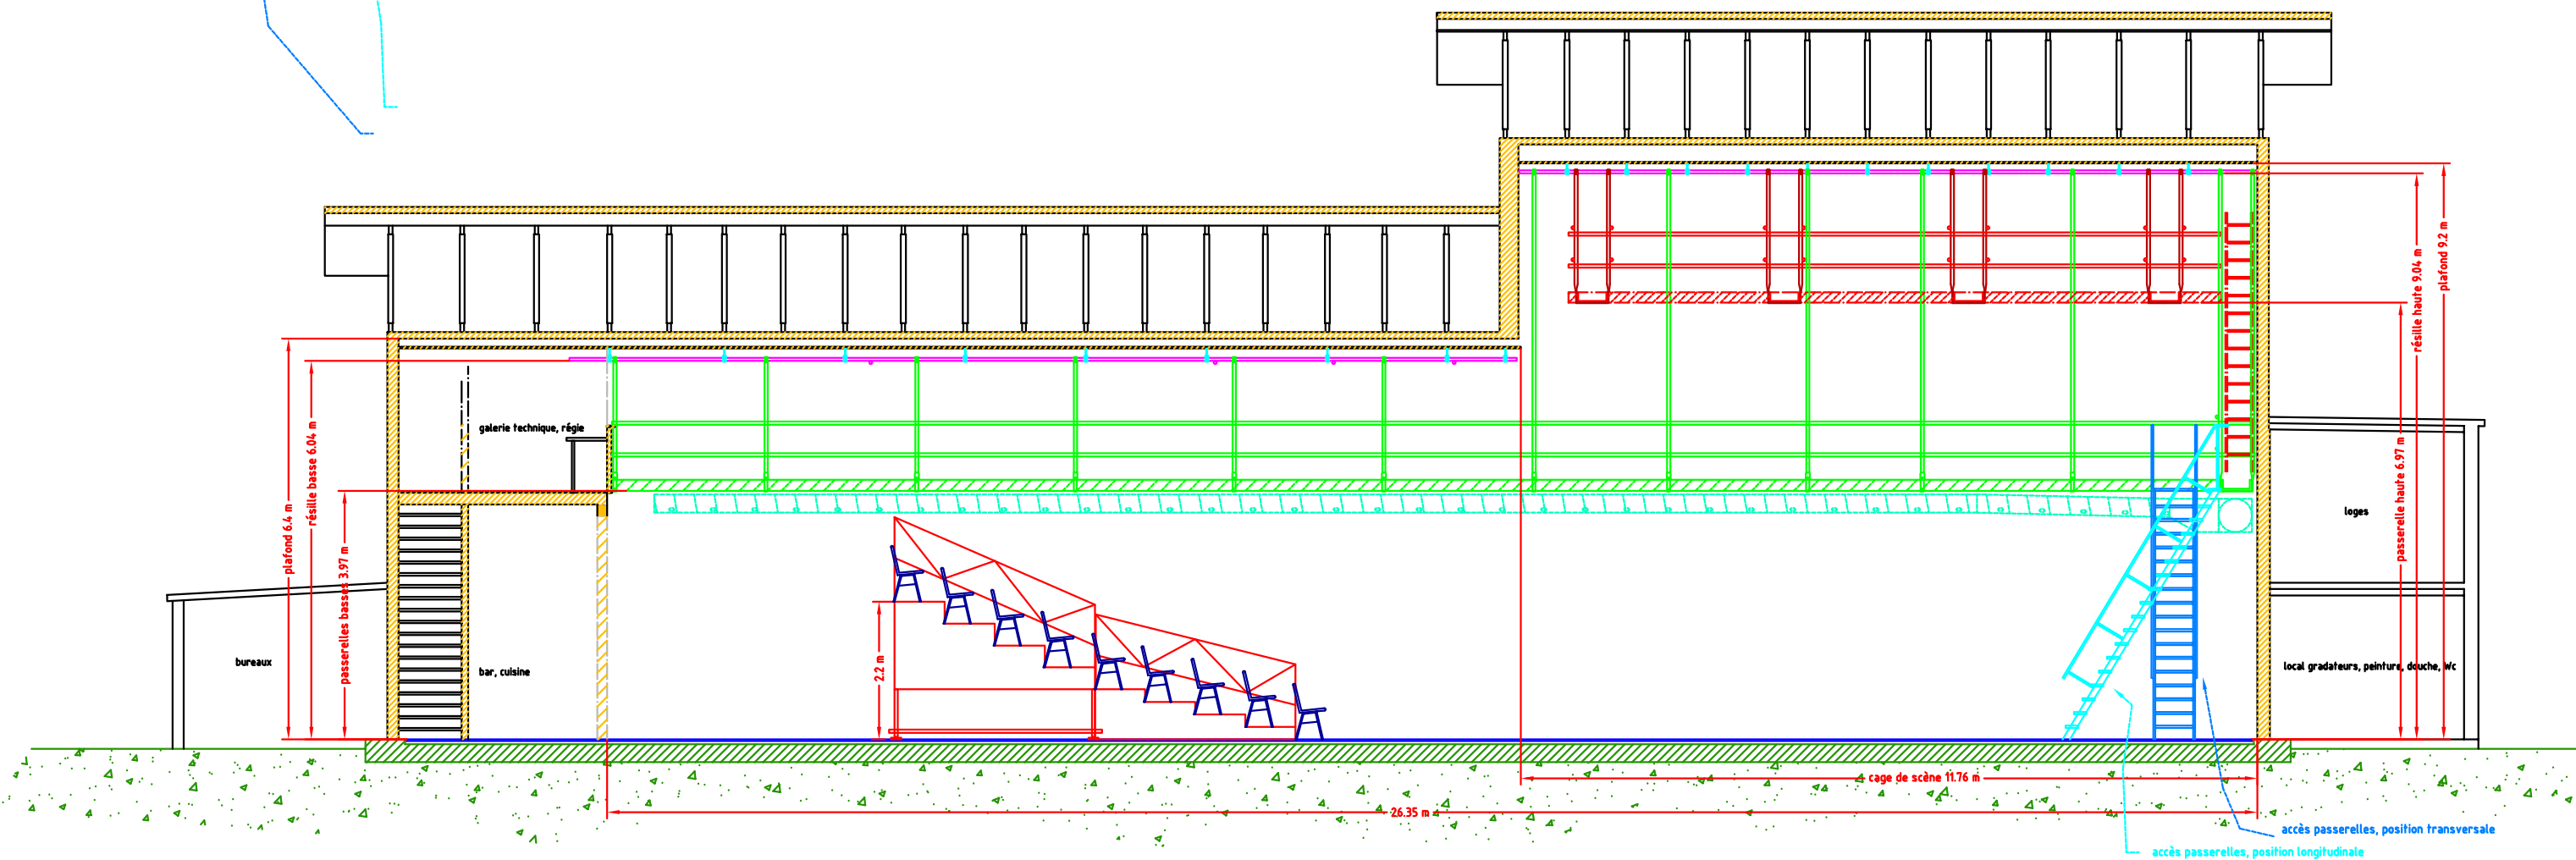 plafond 9.2 m
résille haute 9.04 m
passerelle haute 6.97 m
galerie technique, régie
plafond 6.4 m
résille basse 6.04 m
passerelles basses 3.97 m
loges
bureaux
bar, cuisine
2.2 m
local gradateurs, peinture, douche, Wc
cage de scène 11.76 m
26.35 m
accès passerelles, position transversale
accès passerelles, position longitudinale